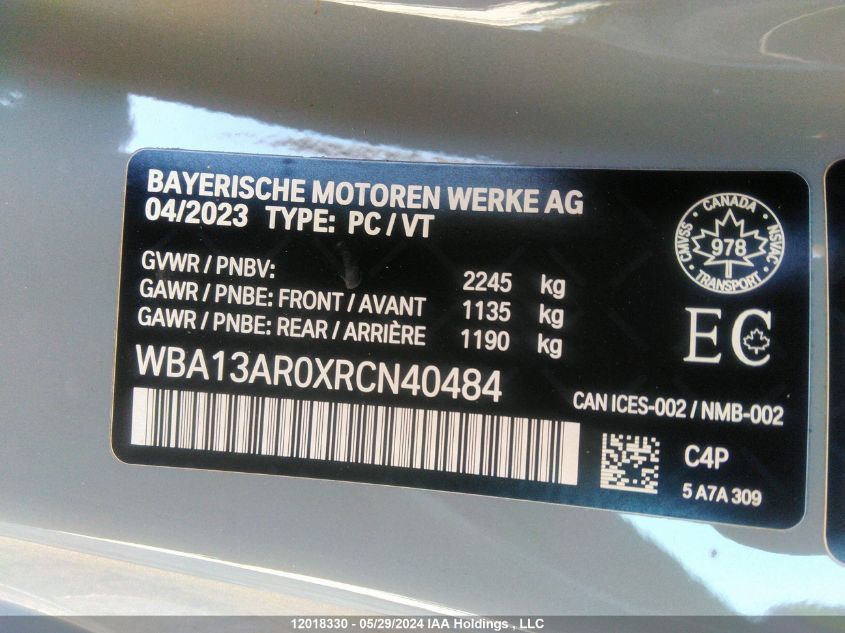 BAYERISCHE MOTOREN WERKE AG
04/2023 TYPE: PC / VT
GVWR / PNBV: 2245 kg
GAWR / PNBE: FRONT / AVANT 1135 kg
GAWR / PNBE: REAR / ARRIÈRE 1190 kg
WBA13AR0XRCN40484
CANADA
CMVSS
978
NSVAC
TRANSPORT
EC
CAN ICES-002 / NMB-002
C4P
5 A7A 309
12018330 - 05/29/2024 IAA Holdings , LLC